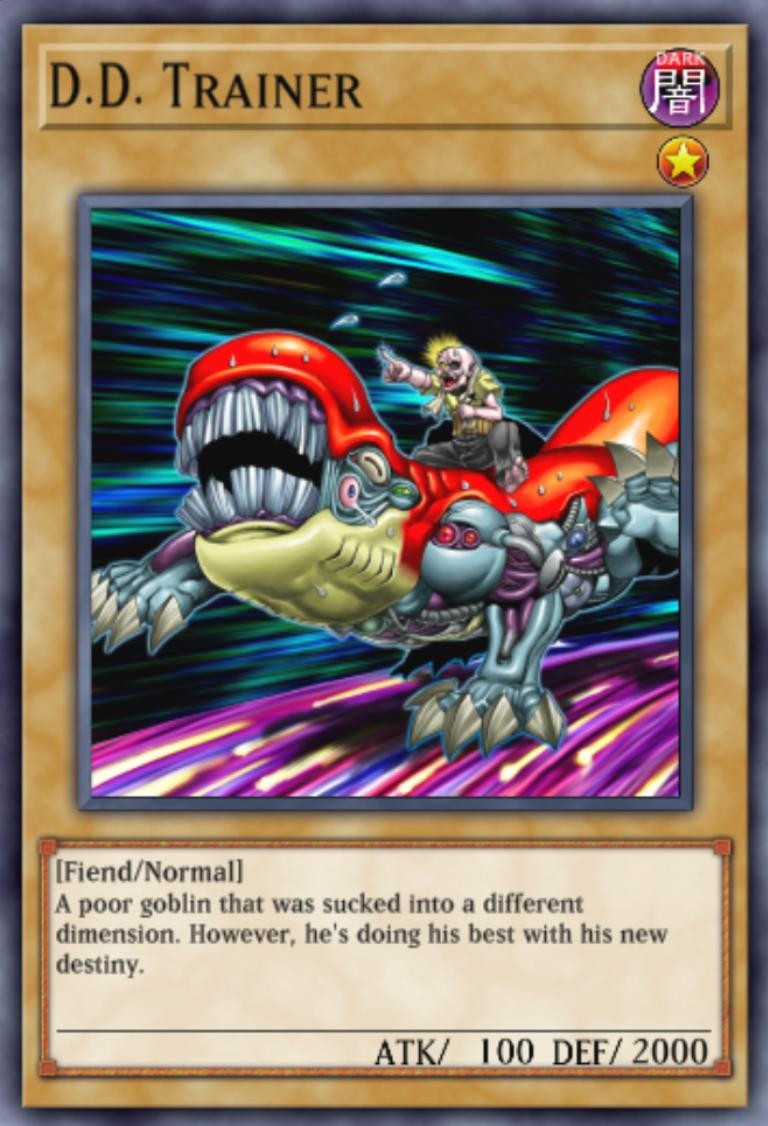 D.D. Trainer
DARK
闇
[Fiend/Normal]
A poor goblin that was sucked into a different
dimension. However, he's doing his best with his new
destiny.
ATK/ 100 DEF/ 2000